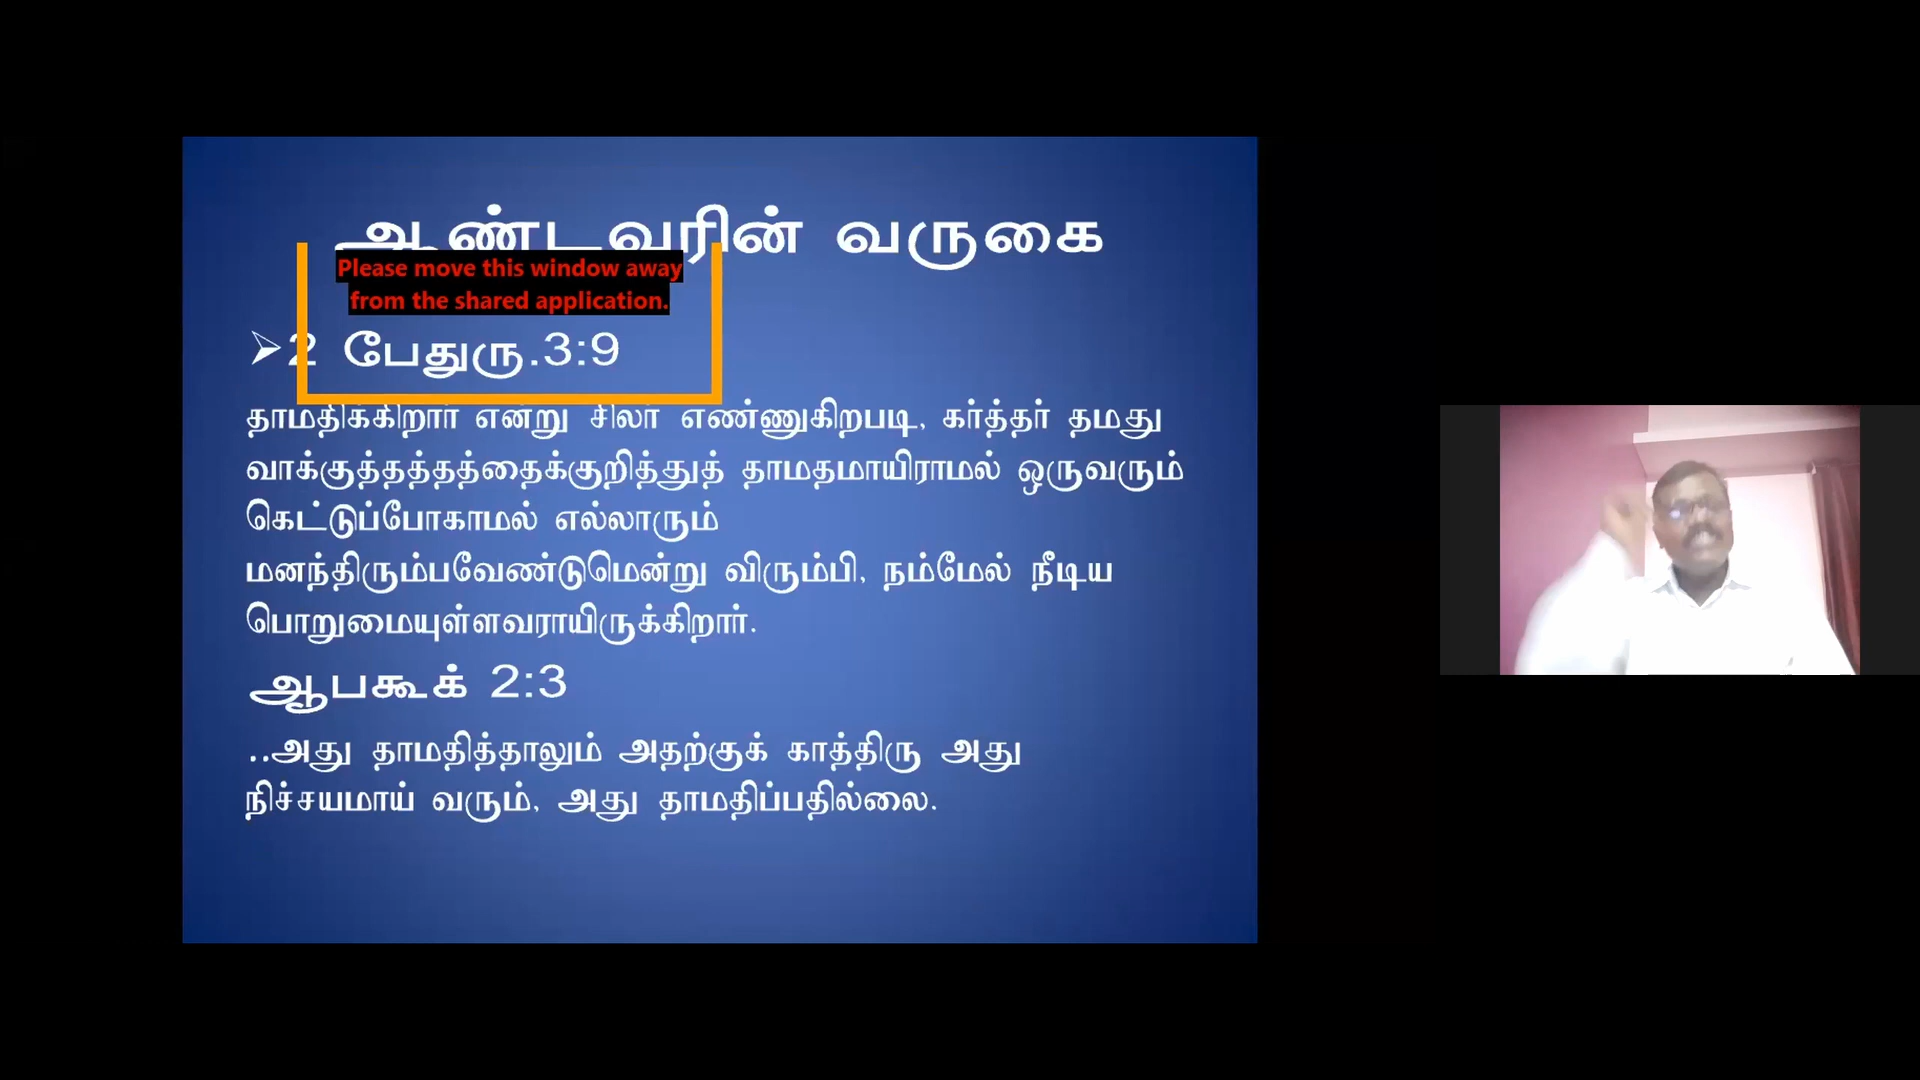 ஆண்டவரின் வருகை
Please move this window away
from the shared application.
➢2 பேதுரு.3:9
தாமதிக்கிறார் என்று சிலர் எண்ணுகிறபடி, கர்த்தர் தமது
வாக்குத்தத்தத்தைக்குறித்துத் தாமதமாயிராமல் ஒருவரும்
கெட்டுப்போகாமல் எல்லாரும்
மனந்திரும்பவேண்டுமென்று விரும்பி, நம்மேல் நீடிய
பொறுமையுள்ளவராயிருக்கிறார்.
ஆபகூக் 2:3
..அது தாமதித்தாலும் அதற்குக் காத்திரு அது
நிச்சயமாய் வரும், அது தாமதிப்பதில்லை.